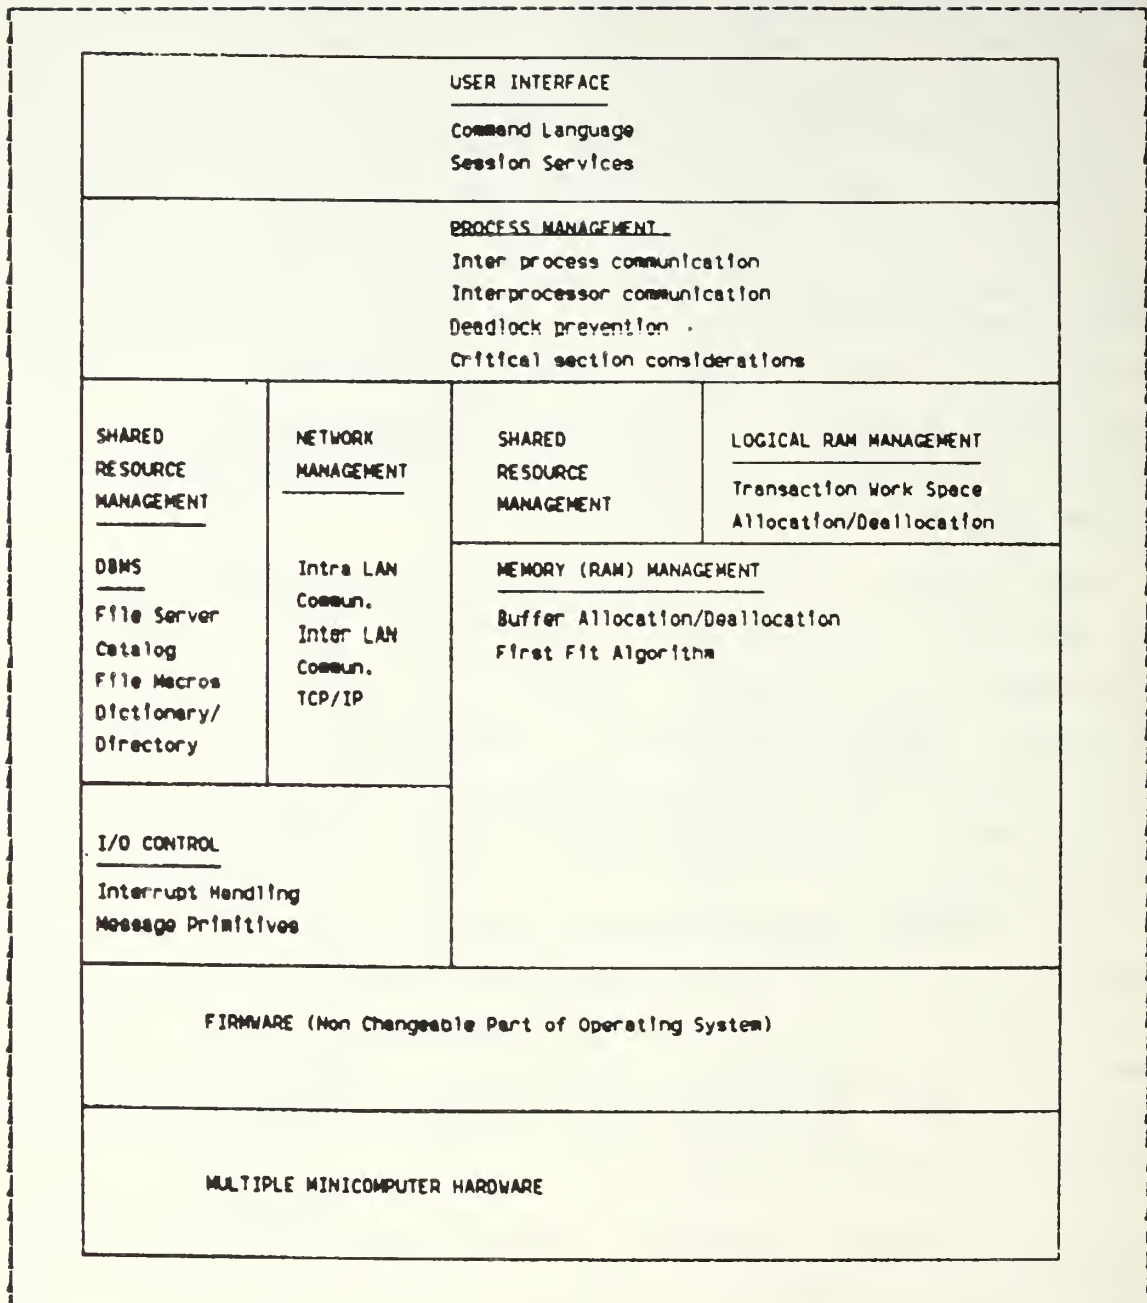 USER INTERFACE
Command Language
Session Services
PROCESS MANAGEMENT
Inter process communication
Interprocessor communication
Deadlock prevention
Critical section considerations
SHARED
RESOURCE
MANAGEMENT
DBMS
File Server
Catalog
File Macros
Dictionary/
Directory
NETWORK
MANAGEMENT
Intra LAN
Commun.
Inter LAN
Commun.
TCP/IP
SHARED
RESOURCE
MANAGEMENT
LOGICAL RAM MANAGEMENT
Transaction Work Space
Allocation/Deallocation
MEMORY (RAM) MANAGEMENT
Buffer Allocation/Deallocation
First Fit Algorithm
I/O CONTROL
Interrupt Handling
Message Primitives
FIRMWARE (Non Changeable Part of Operating System)
MULTIPLE MINICOMPUTER HARDWARE